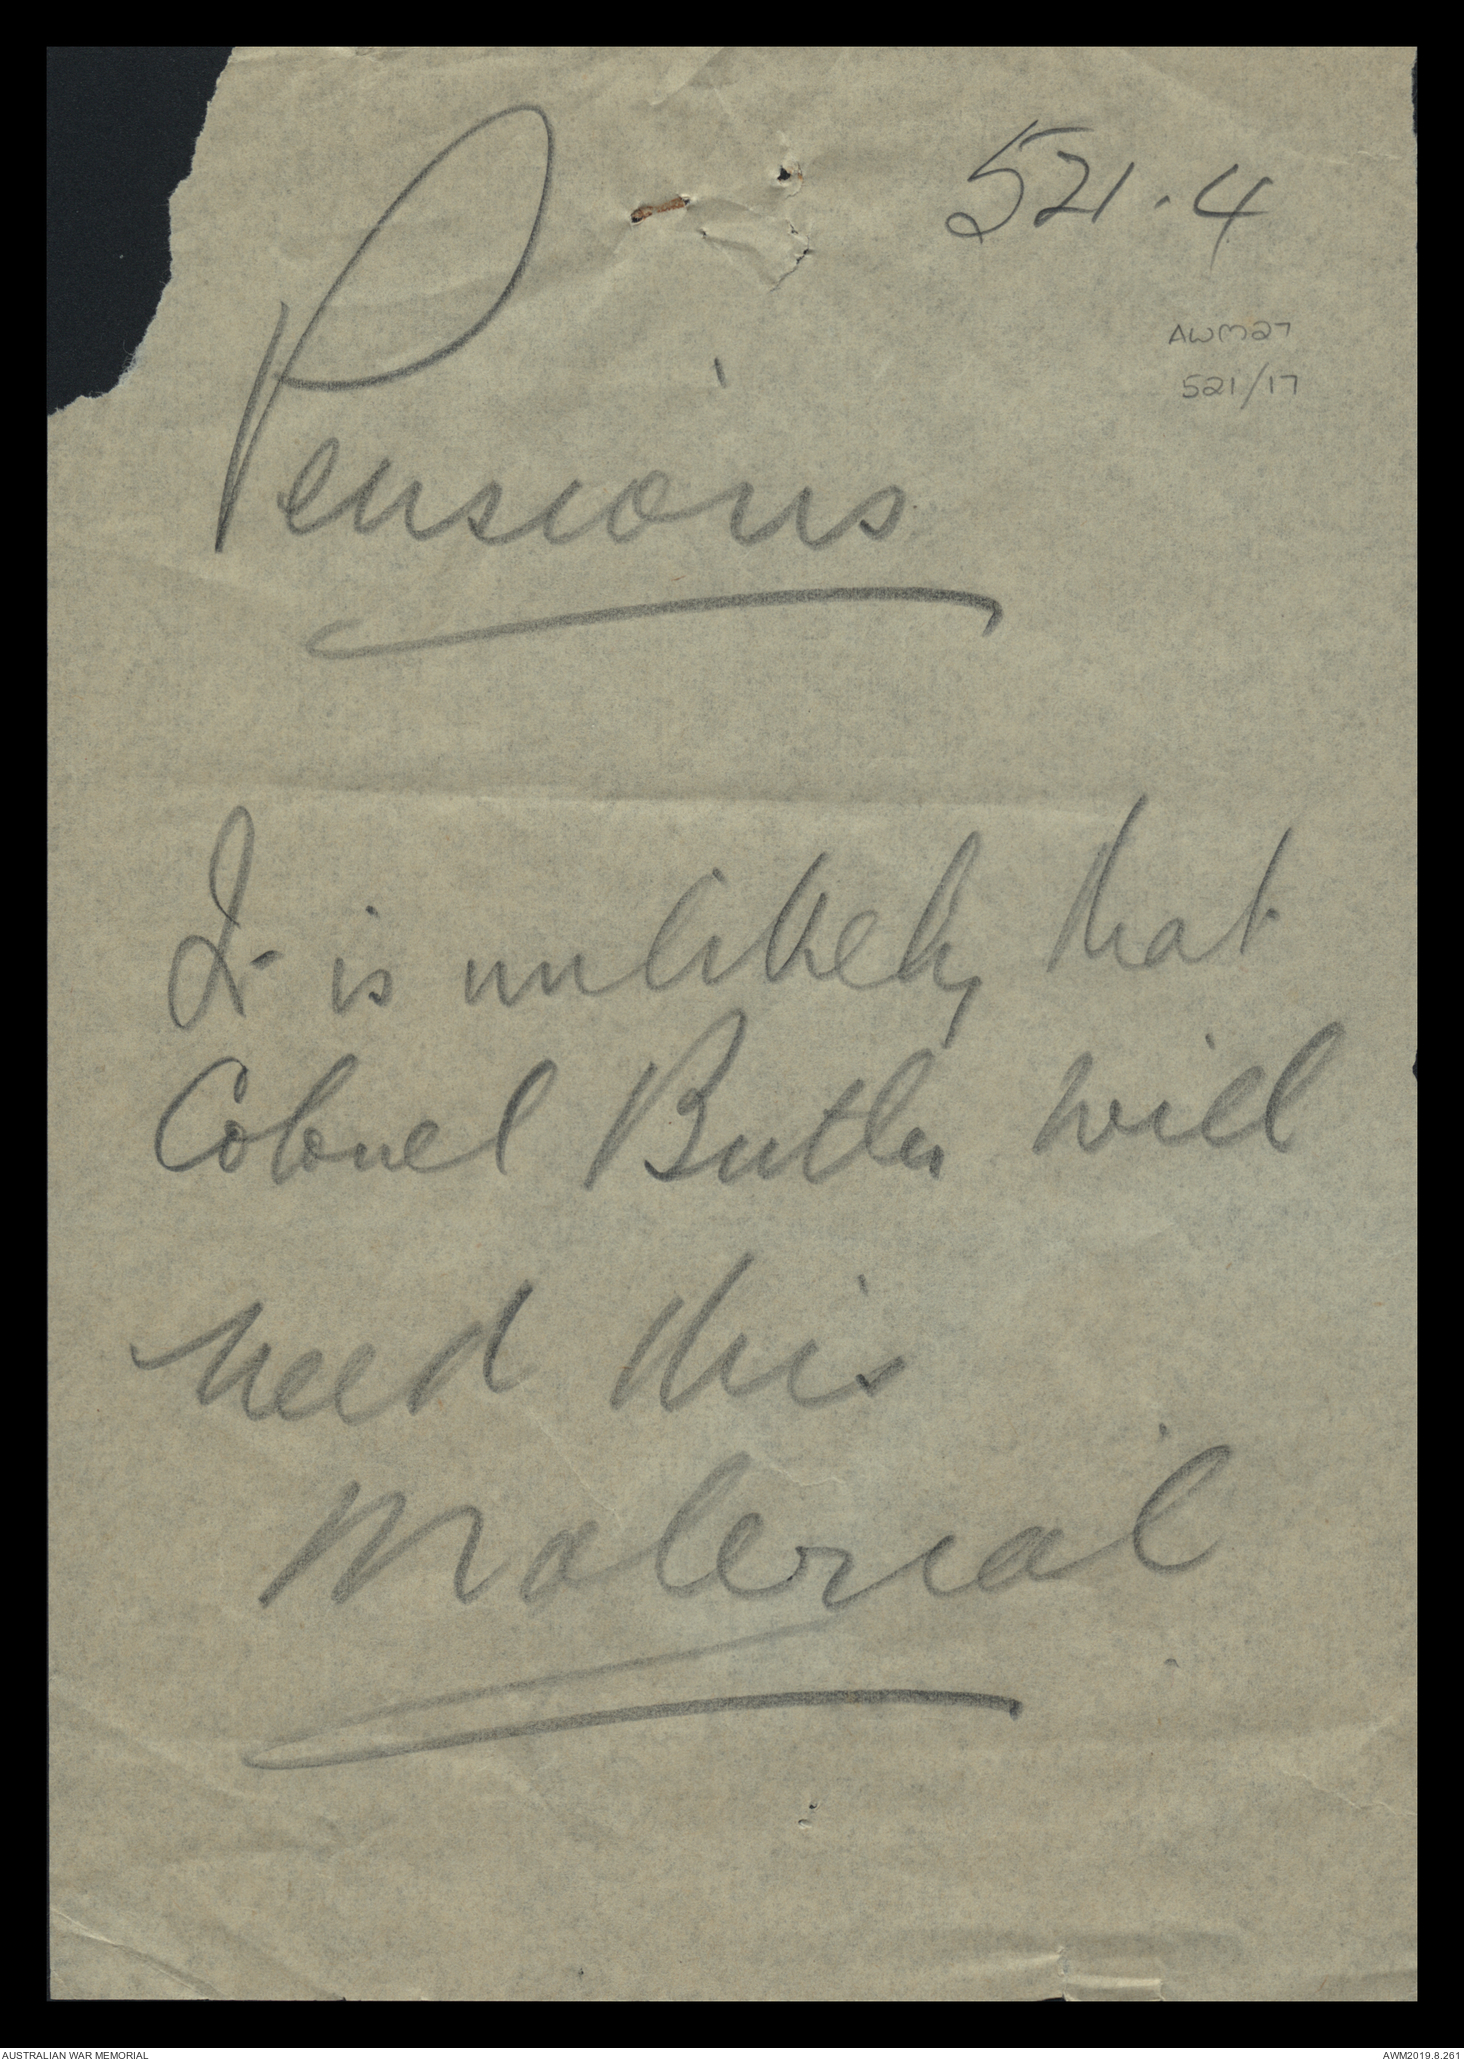 521.4
AWM27
521/17
Pensions
It is unlikely that
Colonel Butler will
need this
Material
AUSTRALIAN WAR MEMORIAL
AWM2019.8.261